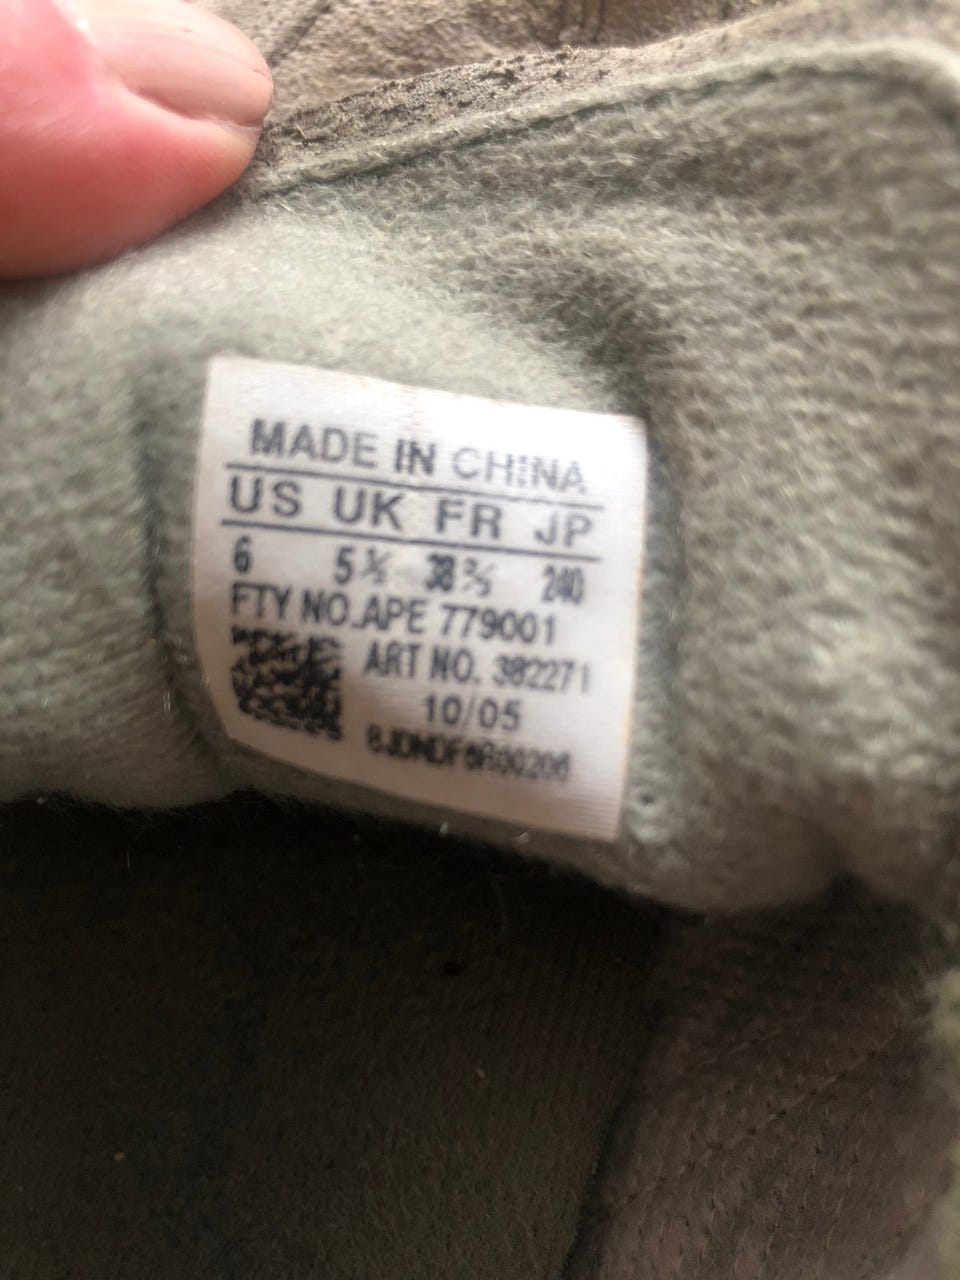 MADE IN CHINA
US UK FR JP
6 5½ 38⅔ 240
FTY NO.APE 779001
ART NO. 382271
10/05